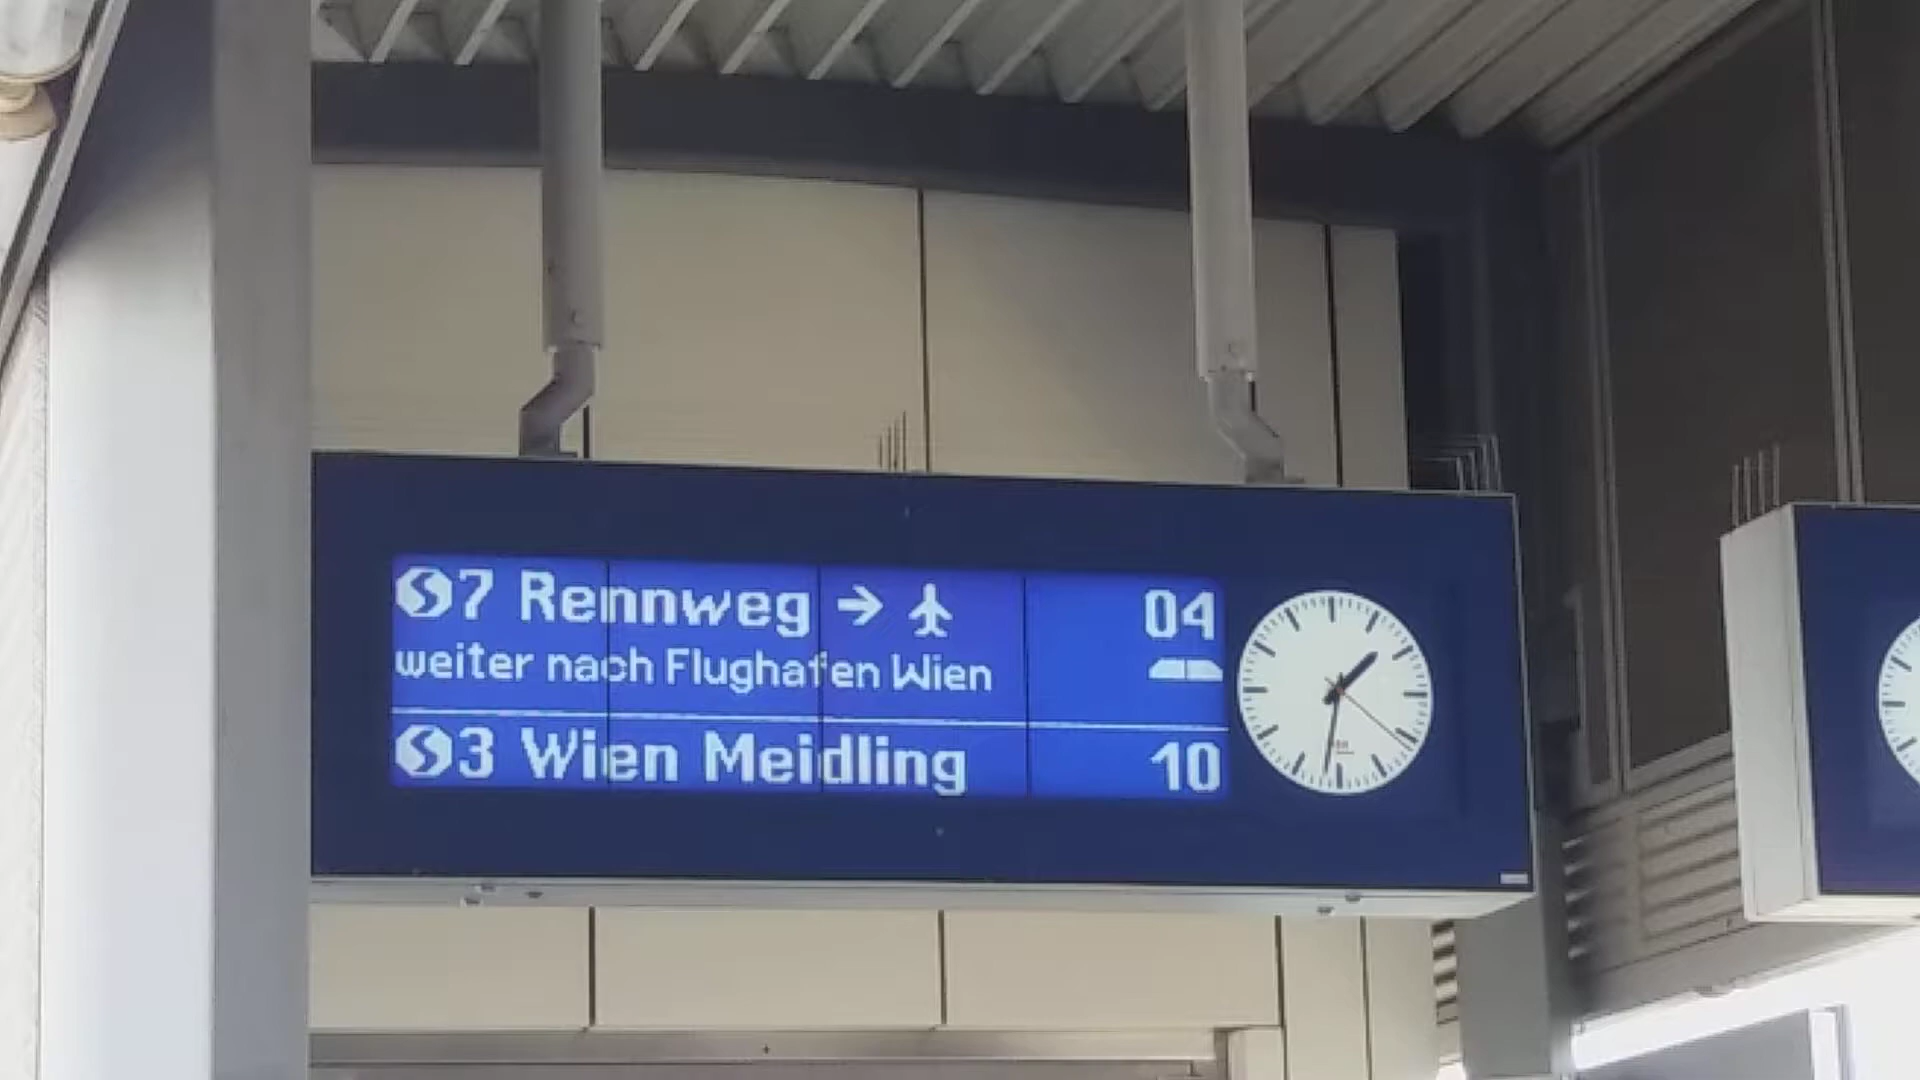 S7 Rennweg → ✈ 04
weiter nach Flughafen Wien
S3 Wien Meidling 10